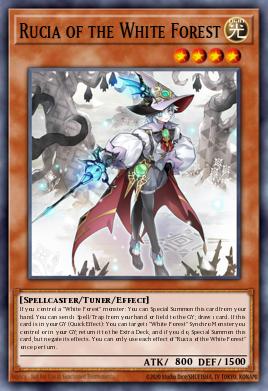 RUCIA OF THE WHITE FOREST
光
[SPELLCASTER/TUNER/EFFECT]
If you control a "White Forest" monster: You can Special Summon this card from your
hand. You can send 1 Spell/Trap from your hand or field to the GY; draw 1 card. If this
card is in your GY (Quick Effect): You can target 1 "White Forest" Synchro Monster you
control or in your GY; return it to the Extra Deck, and if you do, Special Summon this
card, but negate its effects. You can only use each effect of "Rucia of the White Forest"
once per turn.
ATK/ 800 DEF/ 1500